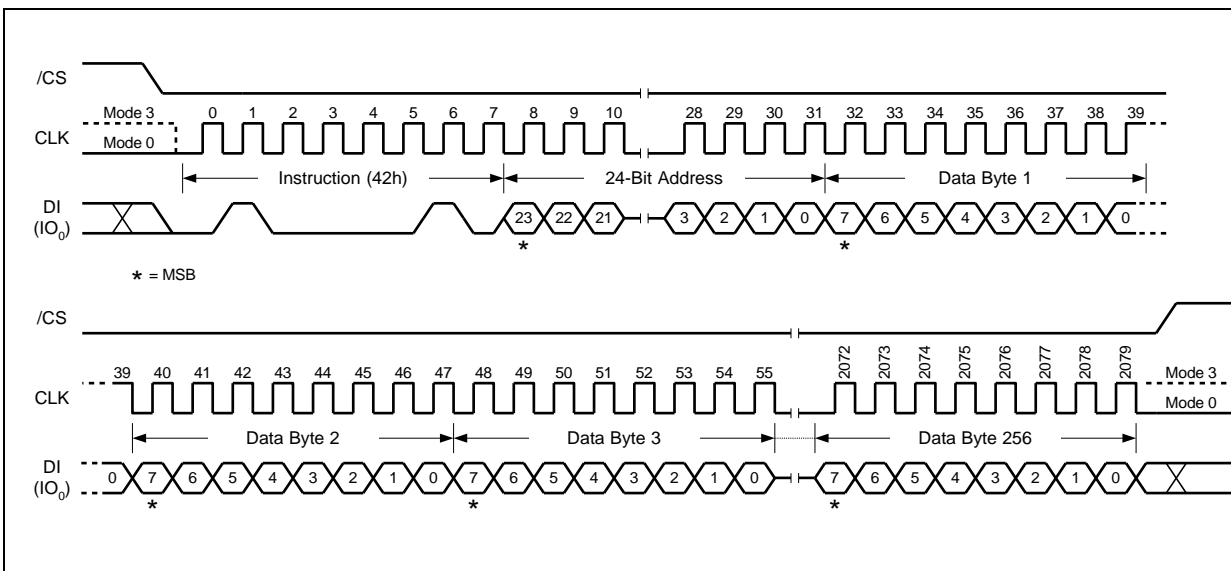 /CS
Mode 3
0 1 2 3 4 5 6 7 8 9 10 28 29 30 31 32 33 34 35 36 37 38 39
CLK
Mode 0
Instruction (42h) 24-Bit Address Data Byte 1
DI
(IO0)
23 22 21 3 2 1 0 7 6 5 4 3 2 1 0
* *
* = MSB
/CS
39 40 41 42 43 44 45 46 47 48 49 50 51 52 53 54 55 2072 2073 2074 2075 2076 2077 2078 2079
Mode 3
CLK
Mode 0
Data Byte 2 Data Byte 3 Data Byte 256
DI
(IO0)
0 7 6 5 4 3 2 1 0 7 6 5 4 3 2 1 0 7 6 5 4 3 2 1 0
* * *